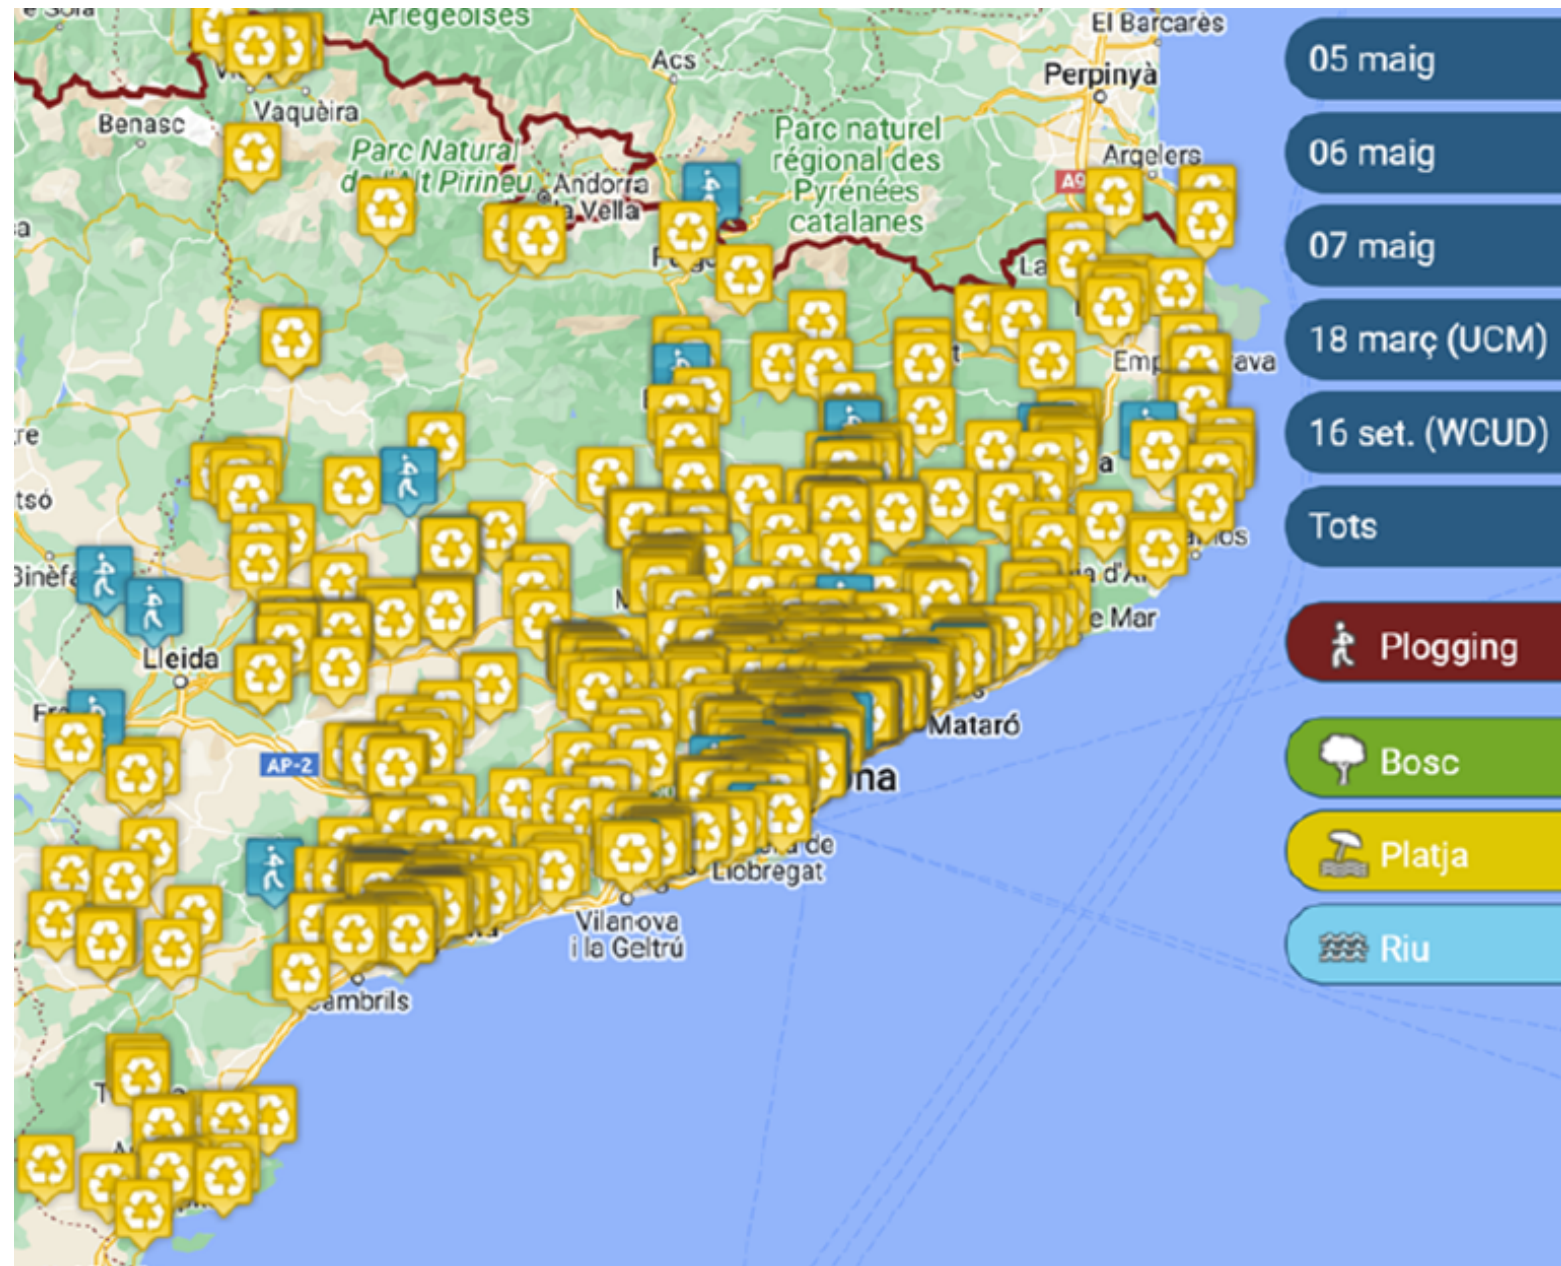 Ariegeoises
El Barcarès
Acs
Perpinyà
Vaquèira
Benasc
Parc naturel
régional des
Pyrénées
catalanes
Argelers
Parc Natural
de l'Alt Pirineu
Andorra
la Vella
A9
Lleida
AP-2
Mataró
Llobregat
Vilanova
i la Geltrú
Cambrils
05 maig
06 maig
07 maig
18 març (UCM)
16 set. (WCUD)
Tots
Plogging
Bosc
Platja
Riu